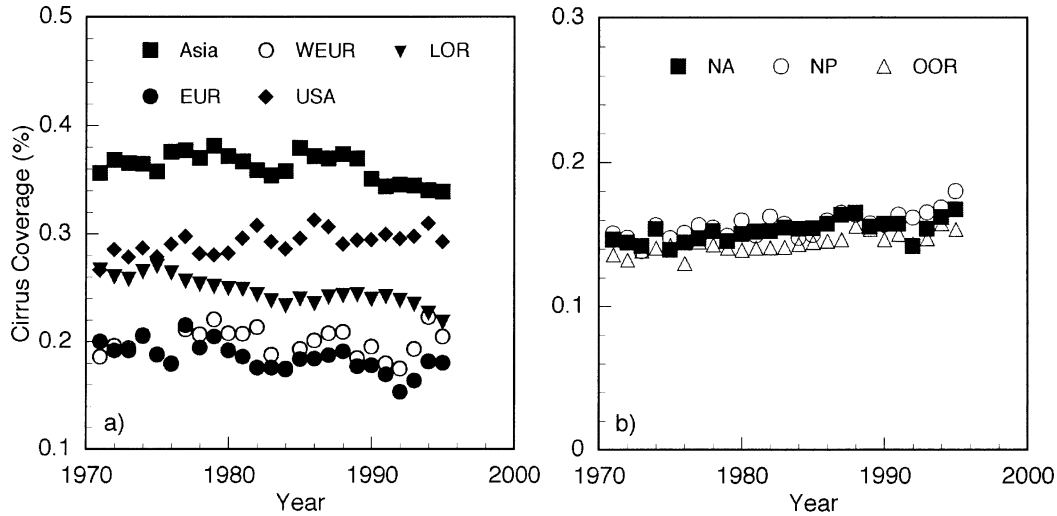 0.5
Asia WEUR LOR
EUR USA
0.4
0.3
0.2
0.1
Cirrus Coverage (%)
a)
1970 1980 1990 2000
Year
0.3
NA NP OOR
0.2
0.1
0
b)
1970 1980 1990 2000
Year